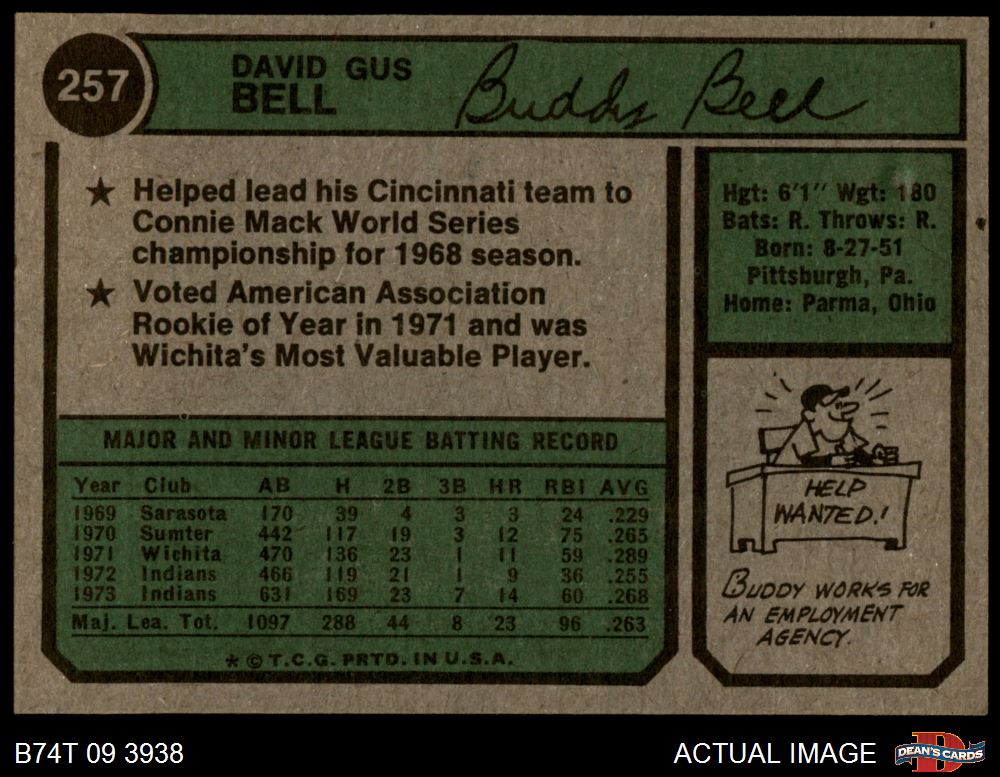 257
DAVID GUS
BELL
Buddy Bell
★ Helped lead his Cincinnati team to
Connie Mack World Series
championship for 1968 season.
★ Voted American Association
Rookie of Year in 1971 and was
Wichita's Most Valuable Player.
Hgt: 6'1" Wgt: 180
Bats: R. Throws: R.
Born: 8-27-51
Pittsburgh, Pa.
Home: Parma, Ohio
MAJOR AND MINOR LEAGUE BATTING RECORD
Year Club AB H 2B 3B HR RBI AVG
1969 Sarasota 170 39 4 3 3 24 .229
1970 Sumter 442 117 19 3 12 75 .265
1971 Wichita 470 136 23 1 11 59 .289
1972 Indians 466 119 21 1 9 36 .255
1973 Indians 631 169 23 7 14 60 .268
Maj. Lea. Tot. 1097 288 44 8 23 96 .263
* © T.C.G. PRTD. IN U.S.A.
HELP
WANTED!
BUDDY WORKS FOR
AN EMPLOYMENT
AGENCY.
B74T 09 3938
ACTUAL IMAGE
D
DEAN'S CARDS